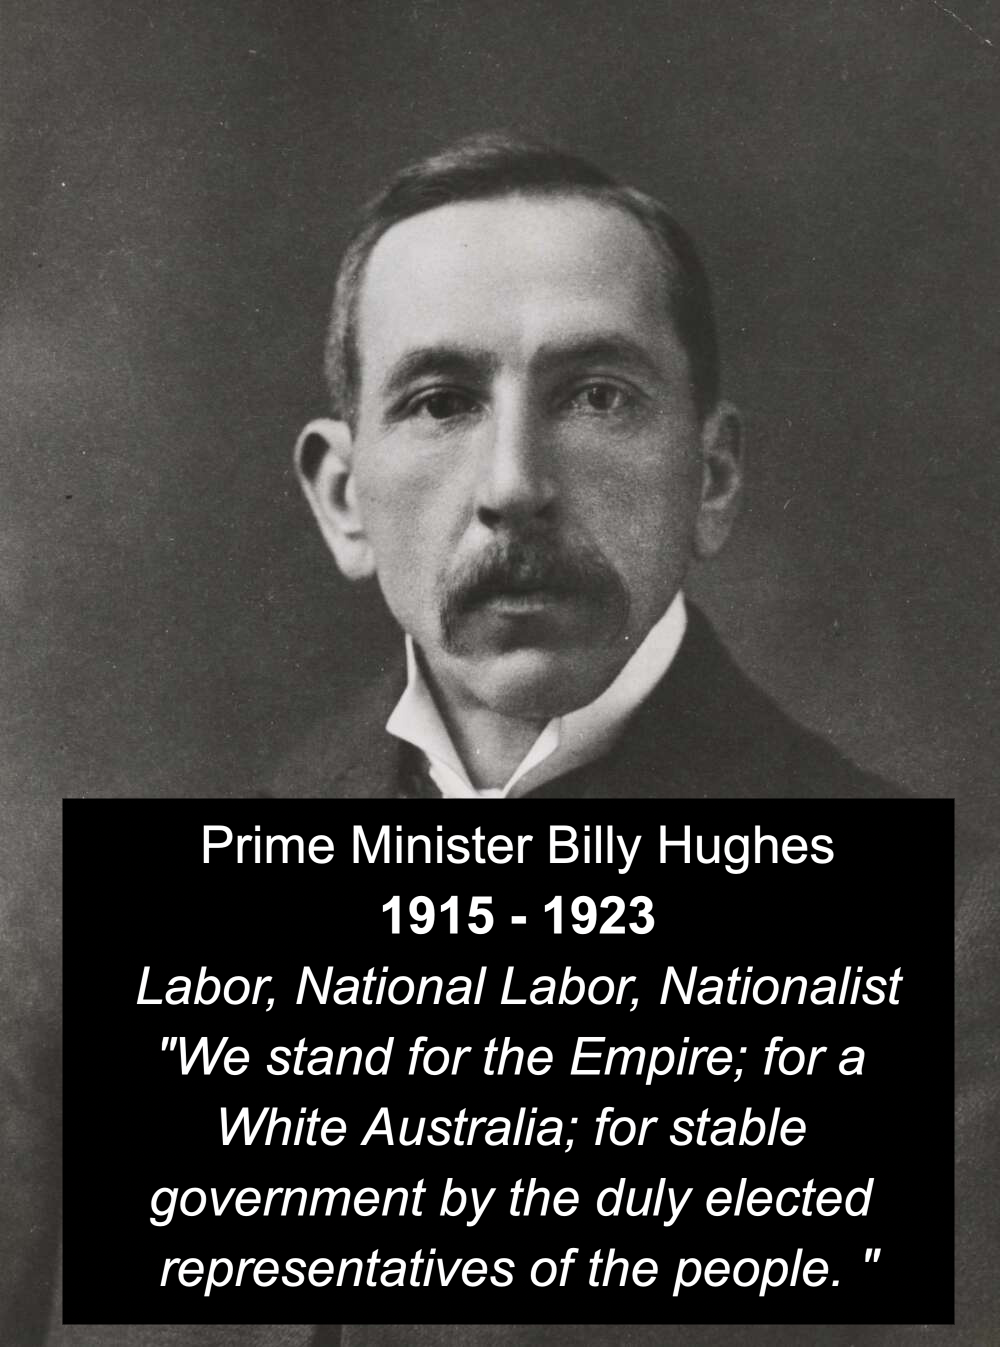 Prime Minister Billy Hughes
1915 - 1923
Labor, National Labor, Nationalist
"We stand for the Empire; for a
White Australia; for stable
government by the duly elected
representatives of the people. "